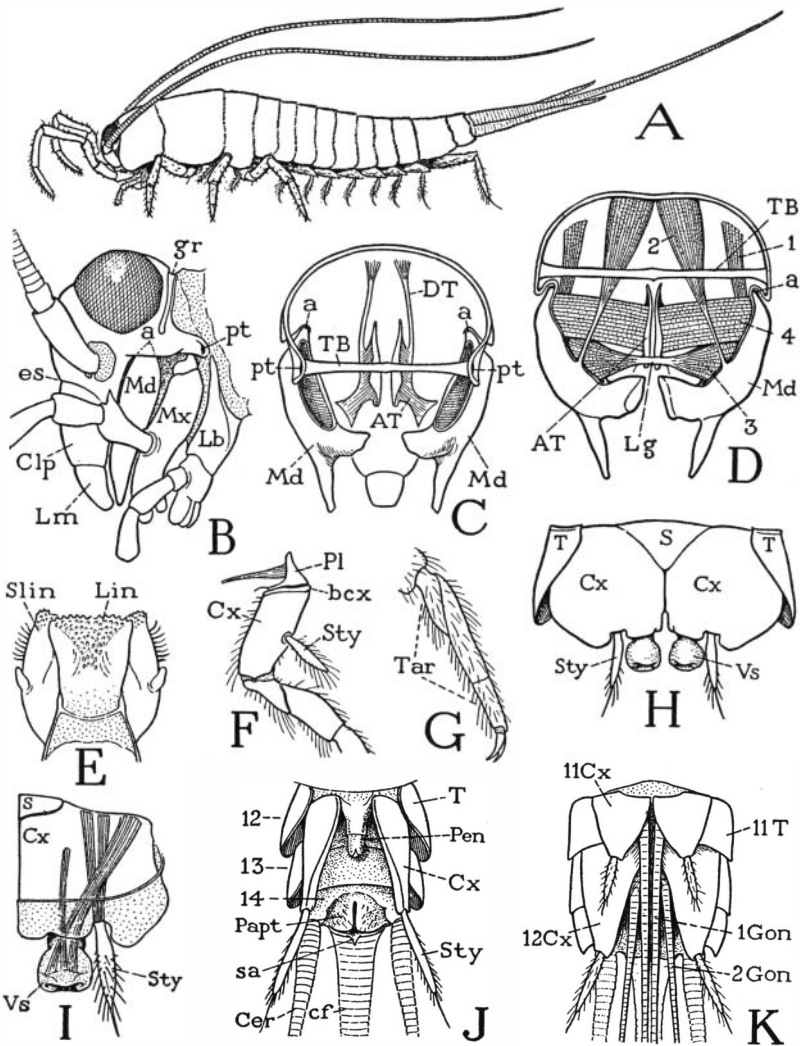 A
gr
a
pt
es
Md
Mx
Clp
Lb
Lm
B
DT
a
a
TB
pt
pt
AT
Md
Md
C
TB
2
1
a
4
Md
3
AT
Lg
D
Slin
Lin
E
Pl
bcx
Cx
Sty
F
Tar
G
T
S
T
Cx
Cx
Sty
Vs
H
S
Cx
Vs
Sty
I
12
T
Pen
13
Cx
14
Papt
sa
Sty
Cer
cf
J
11Cx
11T
12Cx
1Gon
2Gon
K